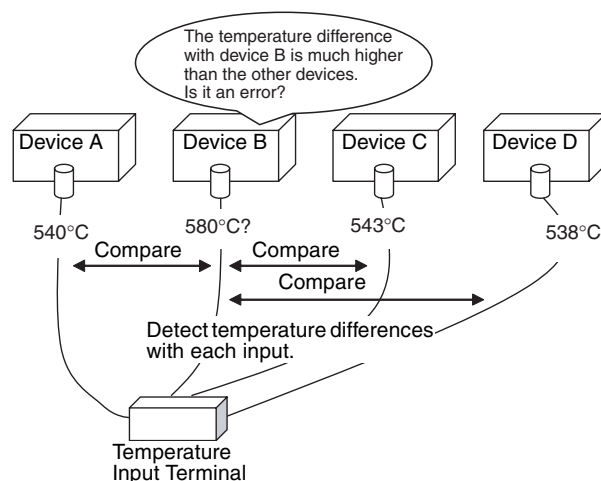 The temperature difference
with device B is much higher
than the other devices.
Is it an error?
Device A
Device B
Device C
Device D
540°C
580°C?
543°C
538°C
Compare
Compare
Compare
Detect temperature differences
with each input.
Temperature
Input Terminal